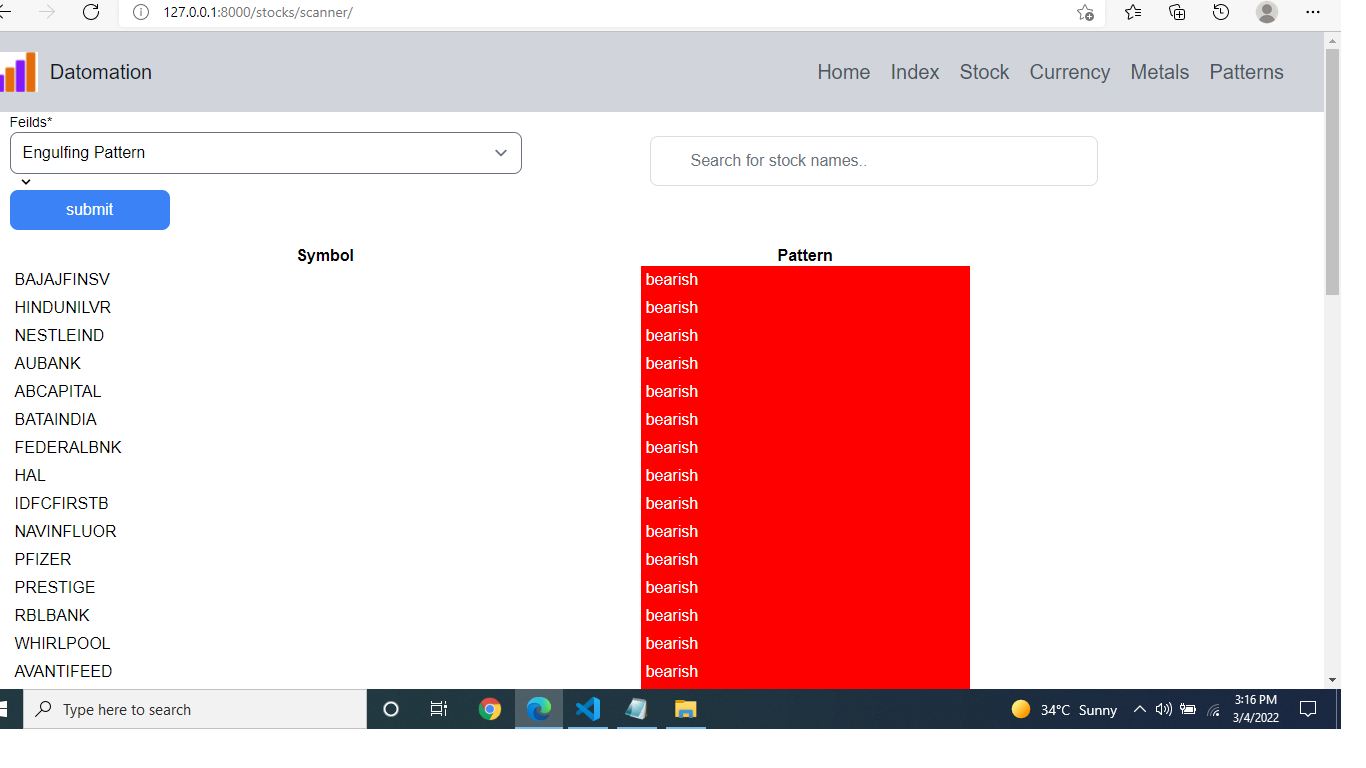 127.0.0.1:8000/stocks/scanner/
Datomation Home Index Stock Currency Metals Patterns
Feilds*
Engulfing Pattern
Search for stock names..
submit
Symbol Pattern
BAJAJFINSV bearish
HINDUNILVR bearish
NESTLEIND bearish
AUBANK bearish
ABCAPITAL bearish
BATAINDIA bearish
FEDERALBNK bearish
HAL bearish
IDFCFIRSTB bearish
NAVINFLUOR bearish
PFIZER bearish
PRESTIGE bearish
RBLBANK bearish
WHIRLPOOL bearish
AVANTIFEED bearish
Type here to search
34°C Sunny
3:16 PM
3/4/2022